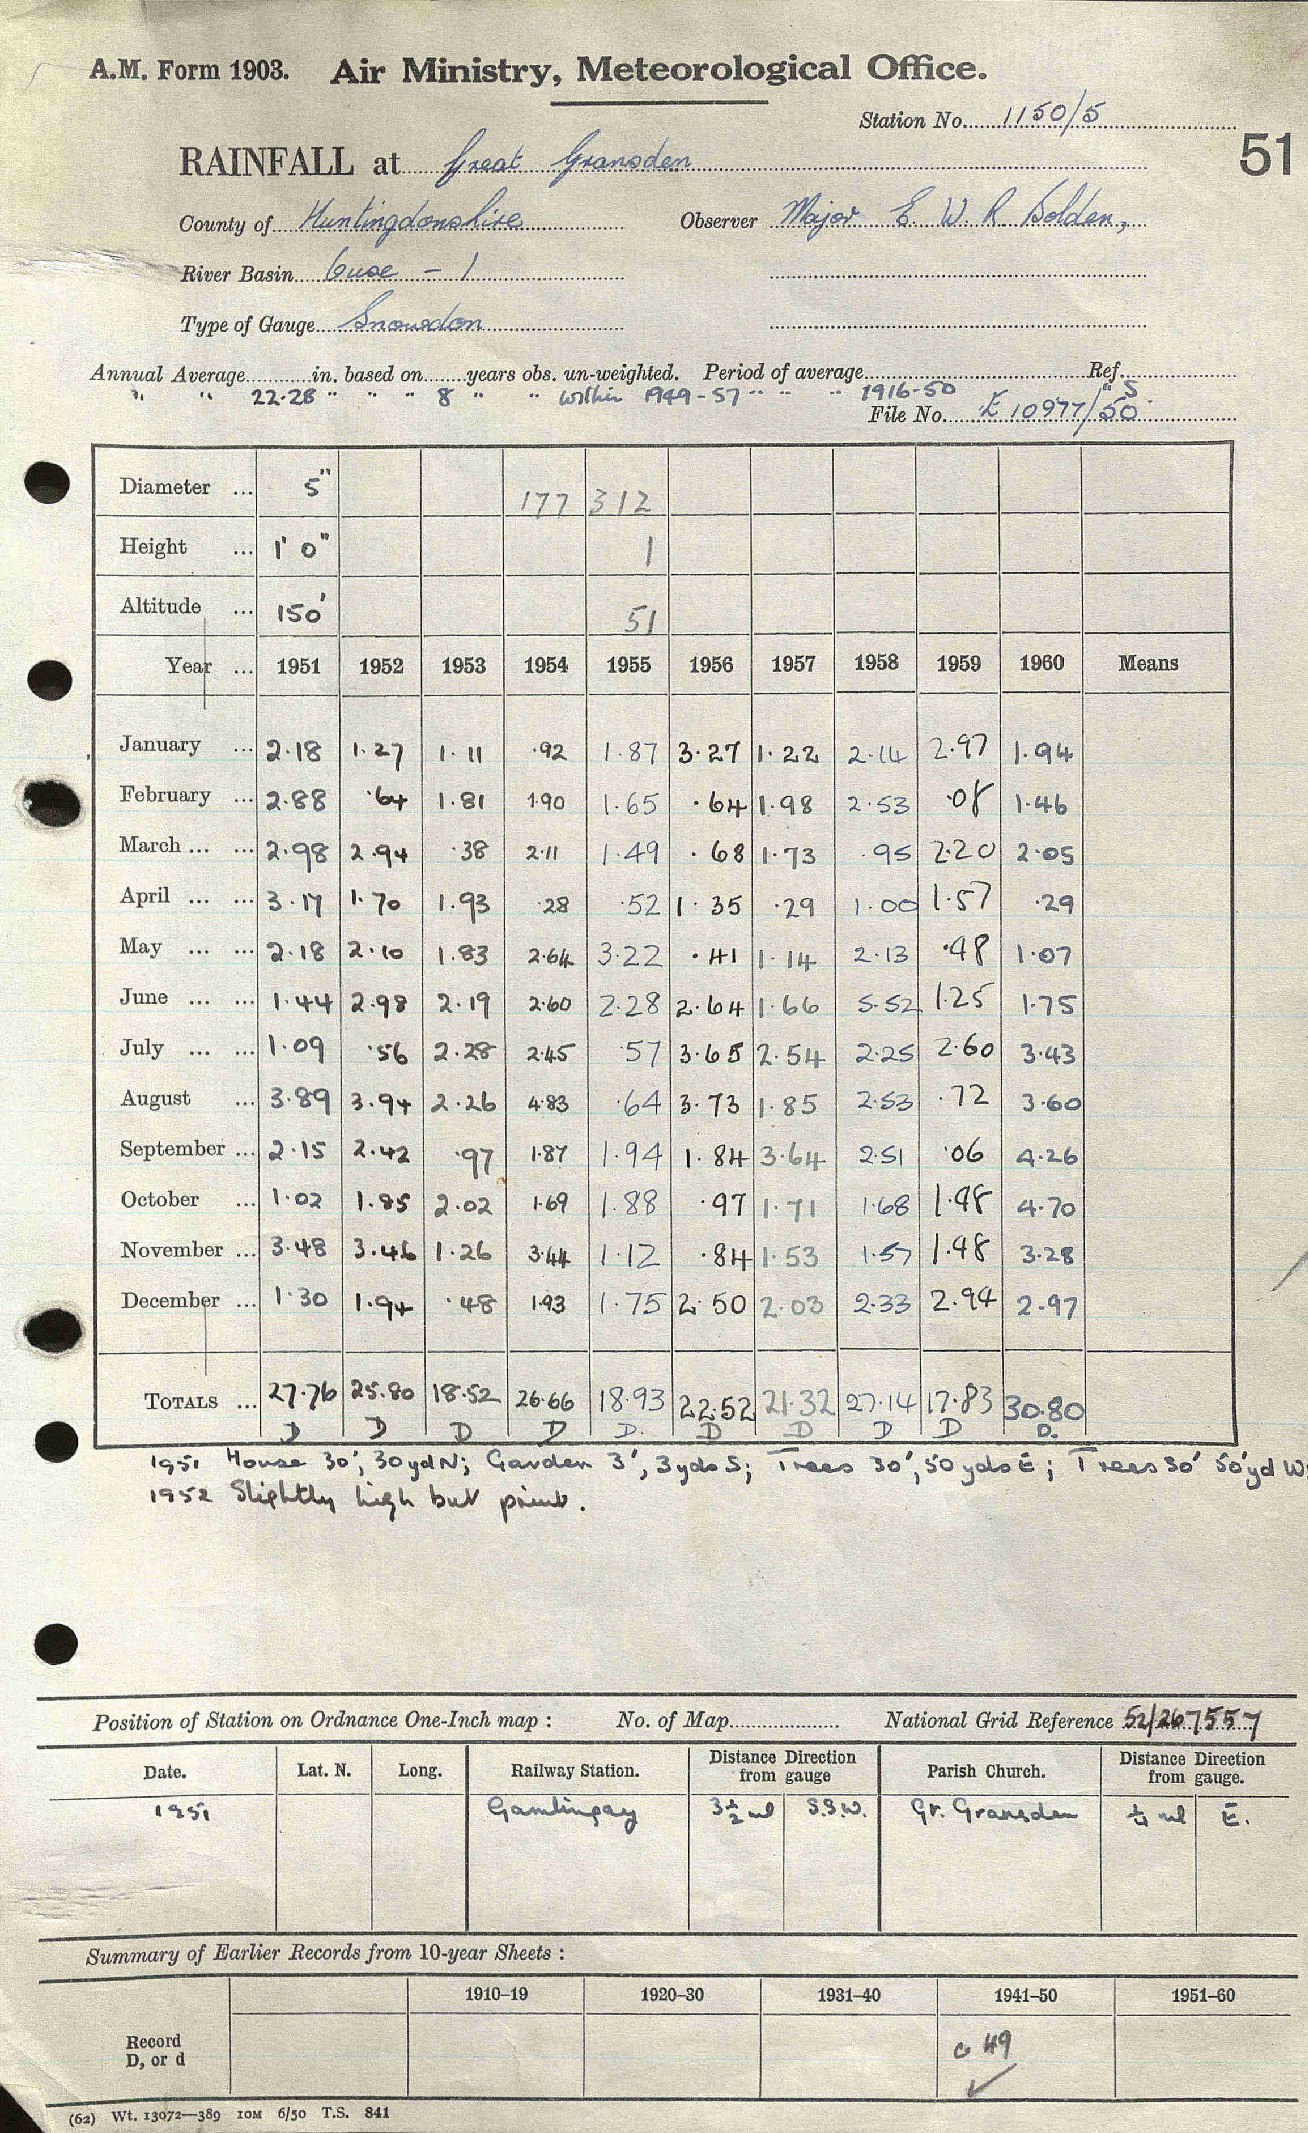 A.M. Form 1903. Air Ministry, Meteorological Office.
Station No. 1150/5
51
RAINFALL at Great Gransden
County of Huntingdonshire Observer Major E. W. R. Bolden,
River Basin Ouse - 1
Type of Gauge Snowdon
Annual Average............in. based on........years obs. un-weighted. Period of average.................Ref.
" " 22.28 " " " 8 " " within 1949-57 " " " 1916-50 " S
File No. E 10977/50
Diameter ... 5" 177 312
Height ... 1' 0" 1
Altitude ... 150' 51
Year ... 1951 1952 1953 1954 1955 1956 1957 1958 1959 1960 Means
January ... 2.18 1.27 1.11 .92 1.87 3.27 1.22 2.14 2.97 1.94
February ... 2.88 .64 1.81 1.90 1.65 .64 1.98 2.53 .08 1.46
March ... ... 2.98 2.94 .38 2.11 1.49 .68 1.73 .95 2.20 2.05
April ... ... 3.17 1.70 1.93 .28 .52 1.35 .29 1.00 1.57 .29
May ... ... 2.18 2.10 1.83 2.64 3.22 .41 1.14 2.13 .48 1.07
June ... ... 1.44 2.98 2.19 2.60 2.28 2.64 1.66 5.52 1.25 1.75
July ... ... 1.09 .56 2.28 2.45 .57 3.65 2.54 2.25 2.60 3.43
August ... 3.89 3.94 2.26 4.83 .64 3.73 1.85 2.53 .72 3.60
September ... 2.15 2.42 .97 1.87 1.94 1.84 3.64 2.51 .06 4.26
October ... 1.02 1.85 2.02 1.69 1.88 .97 1.71 1.68 1.48 4.70
November ... 3.48 3.46 1.26 3.44 1.12 .84 1.53 1.57 1.48 3.28
December ... 1.30 1.94 .48 1.93 1.75 2.50 2.03 2.33 2.94 2.97
TOTALS ... 27.76 25.80 18.52 26.66 18.93 22.52 21.32 27.14 17.83 30.80
D D D D D. D D D D D.
1951 House 30', 30yd N; Garden 3', 3yds S; Trees 30', 50 yds E; Trees 30' 50'yd W;
1952 Slightly high but print.
Position of Station on Ordnance One-Inch map : No. of Map.................... National Grid Reference 52/267557
Date. Lat. N. Long. Railway Station. Distance Direction from gauge Parish Church. Distance Direction from gauge.
1951 Gamlingay 3½ ml S.S.W. Gt. Gransden ¼ ml E.
Summary of Earlier Records from 10-year Sheets :
1910–19 1920–30 1931–40 1941–50 1951–60
Record D, or d 49
(62) Wt. 13072—389 10M 6/50 T.S. 841